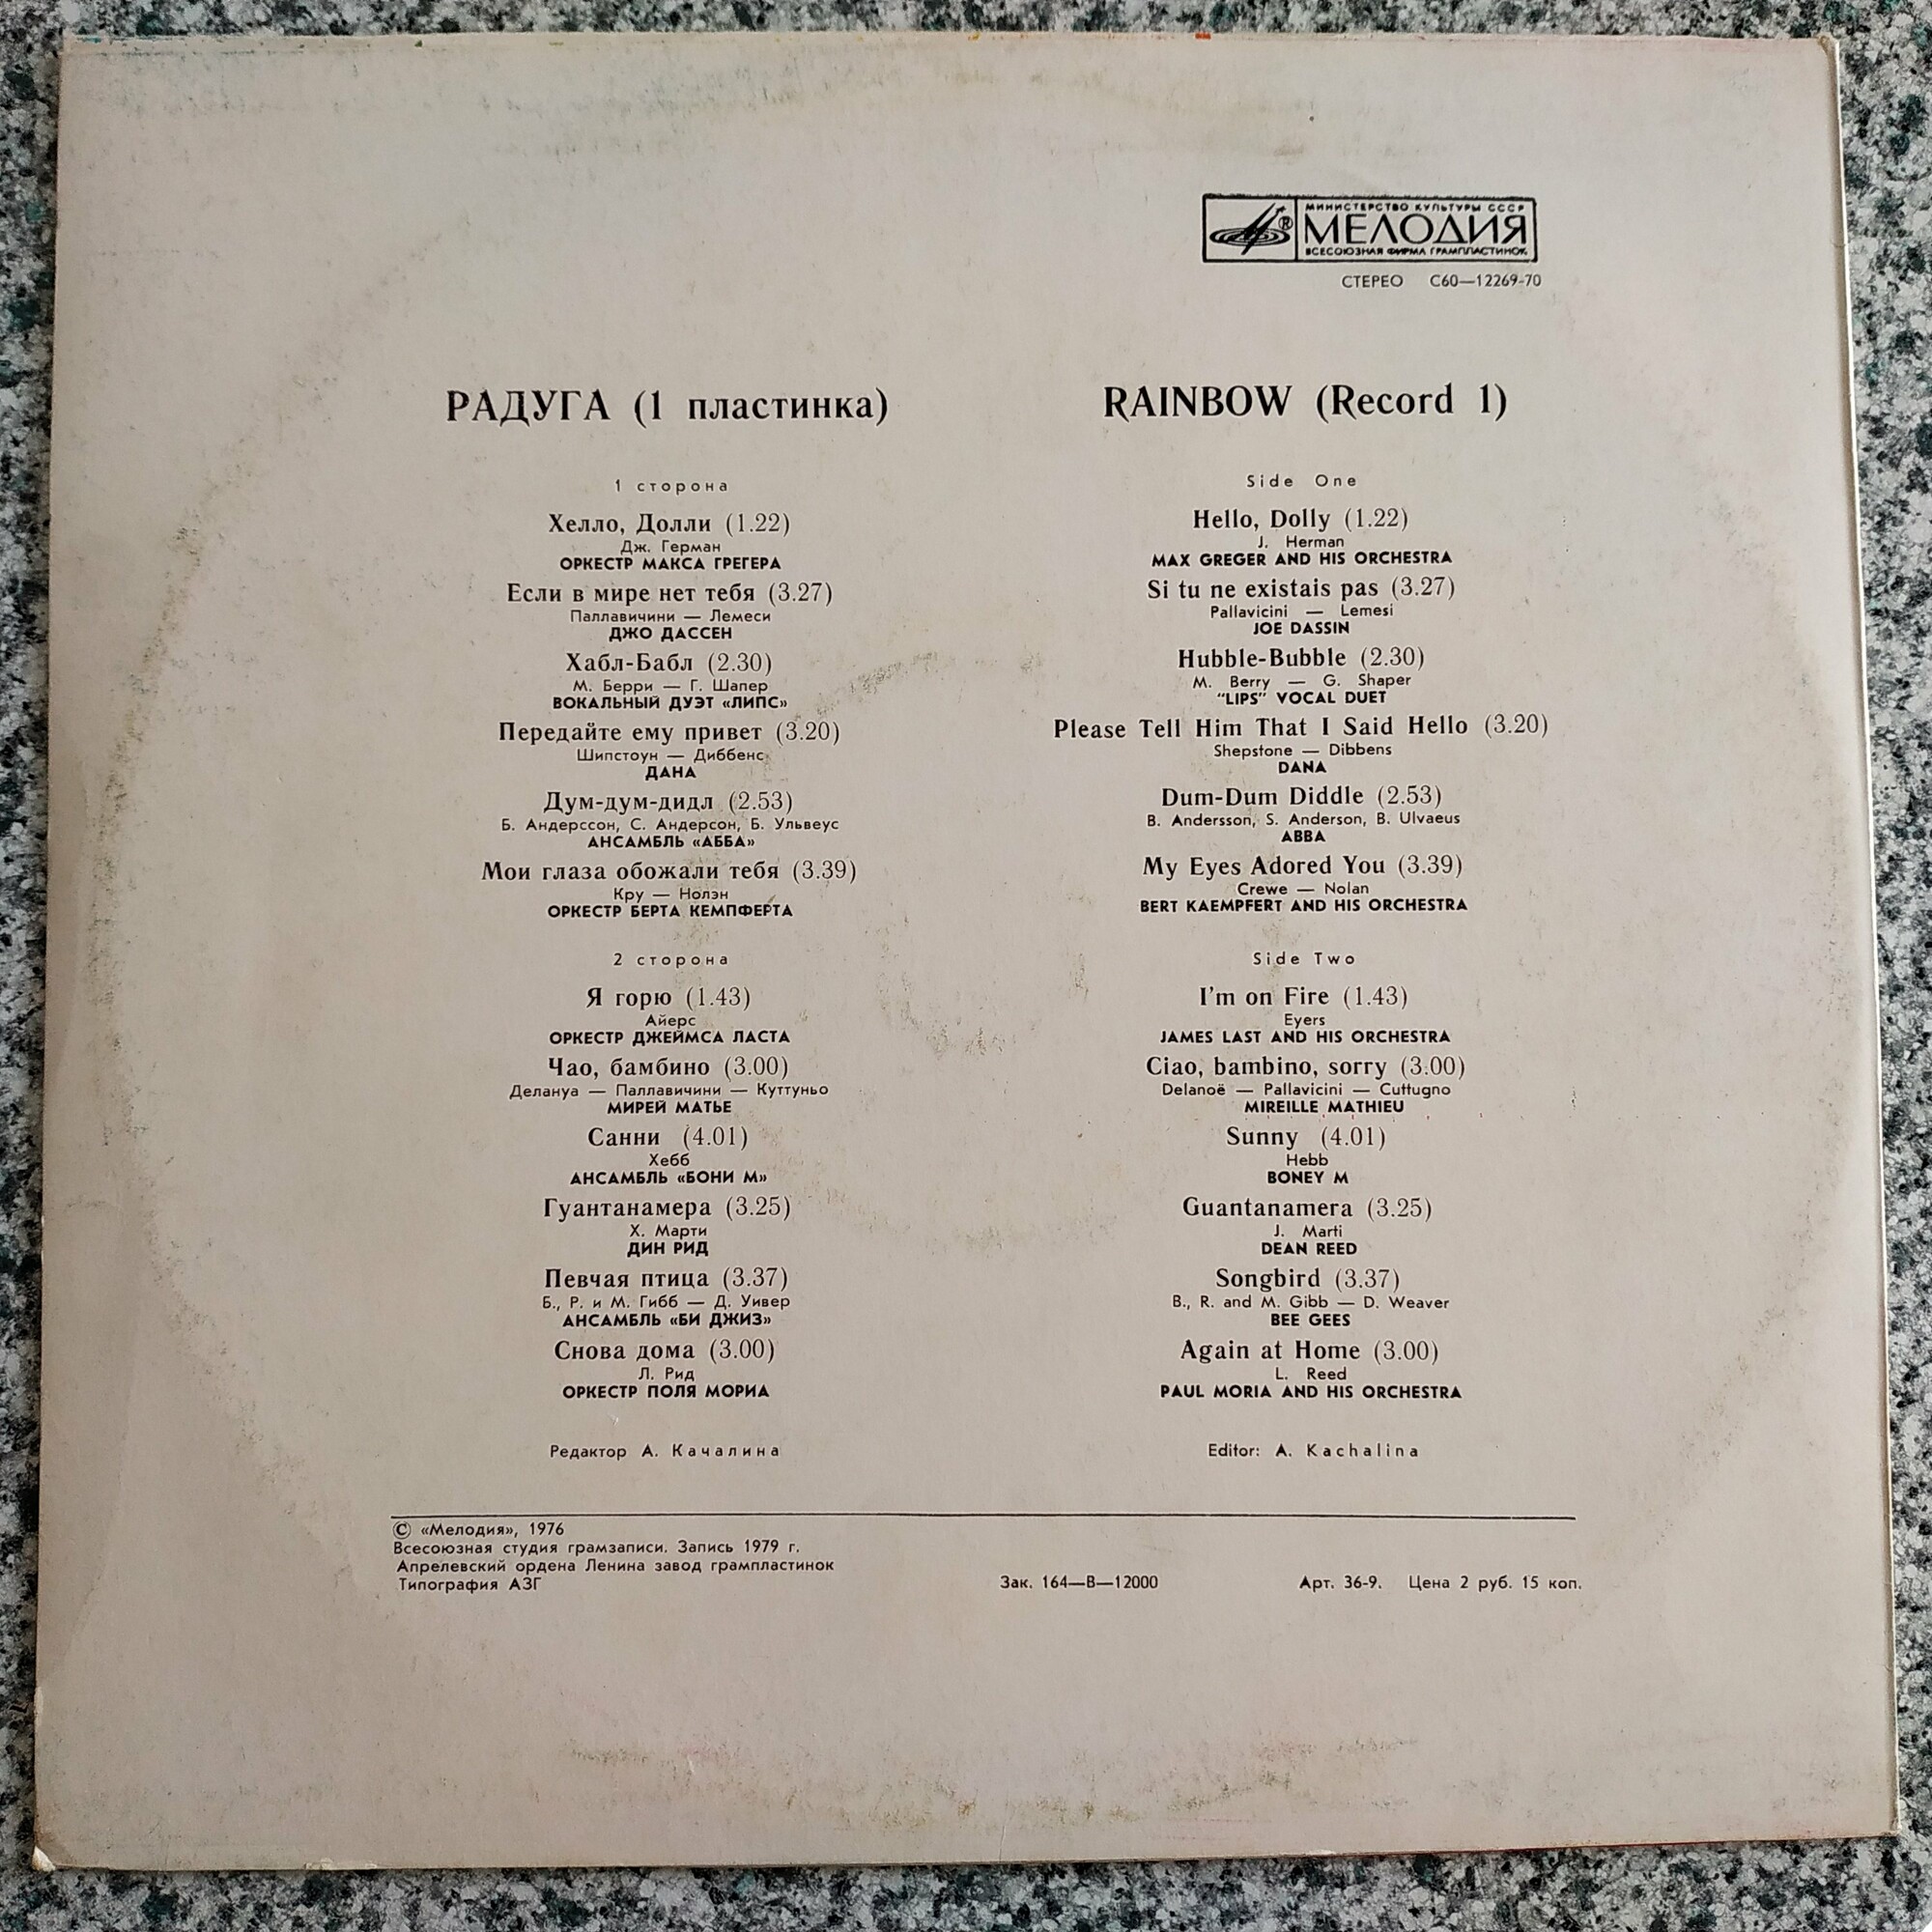 МИНИСТЕРСТВО КУЛЬТУРЫ СССР
МЕЛОДИЯ
ВСЕСОЮЗНАЯ ФИРМА ГРАМПЛАСТИНОК
СТЕРЕО С60—12269-70
РАДУГА (1 пластинка)
1 сторона
Хелло, Долли (1.22)
Дж. Герман
ОРКЕСТР МАКСА ГРЕГЕРА
Если в мире нет тебя (3.27)
Паллавичини — Лемеси
ДЖО ДАССЕН
Хабл-Бабл (2.30)
М. Берри — Г. Шапер
ВОКАЛЬНЫЙ ДУЭТ «ЛИПС»
Передайте ему привет (3.20)
Шипстоун — Диббенс
ДАНА
Дум-дум-дидл (2.53)
Б. Андерссон, С. Андерсон, Б. Ульвеус
АНСАМБЛЬ «АББА»
Мои глаза обожали тебя (3.39)
Кру — Нолэн
ОРКЕСТР БЕРТА КЕМПФЕРТА
2 сторона
Я горю (1.43)
Айерс
ОРКЕСТР ДЖЕЙМСА ЛАСТА
Чао, бамбино (3.00)
Делануа — Паллавичини — Куттуньо
МИРЕЙ МАТЬЕ
Санни (4.01)
Хебб
АНСАМБЛЬ «БОНИ М»
Гуантанамера (3.25)
Х. Марти
ДИН РИД
Певчая птица (3.37)
Б., Р. и М. Гибб — Д. Уивер
АНСАМБЛЬ «БИ ДЖИЗ»
Снова дома (3.00)
Л. Рид
ОРКЕСТР ПОЛЯ МОРИА
Редактор А. Качалина
RAINBOW (Record 1)
Side One
Hello, Dolly (1.22)
J. Herman
MAX GREGER AND HIS ORCHESTRA
Si tu ne existais pas (3.27)
Pallavicini — Lemesi
JOE DASSIN
Hubble-Bubble (2.30)
M. Berry — G. Shaper
“LIPS” VOCAL DUET
Please Tell Him That I Said Hello (3.20)
Shepstone — Dibbens
DANA
Dum-Dum Diddle (2.53)
B. Andersson, S. Anderson, B. Ulvaeus
ABBA
My Eyes Adored You (3.39)
Crewe — Nolan
BERT KAEMPFERT AND HIS ORCHESTRA
Side Two
I'm on Fire (1.43)
Eyers
JAMES LAST AND HIS ORCHESTRA
Ciao, bambino, sorry (3.00)
Delanoë — Pallavicini — Cuttugno
MIREILLE MATHIEU
Sunny (4.01)
Hebb
BONEY M
Guantanamera (3.25)
J. Marti
DEAN REED
Songbird (3.37)
B., R. and M. Gibb — D. Weaver
BEE GEES
Again at Home (3.00)
L. Reed
PAUL MORIA AND HIS ORCHESTRA
Editor: A. Kachalina
© «Мелодия», 1976
Всесоюзная студия грамзаписи. Запись 1979 г.
Апрелевский ордена Ленина завод грампластинок
Типография АЗГ Зак. 164—В—12000 Арт. 36-9. Цена 2 руб. 15 коп.